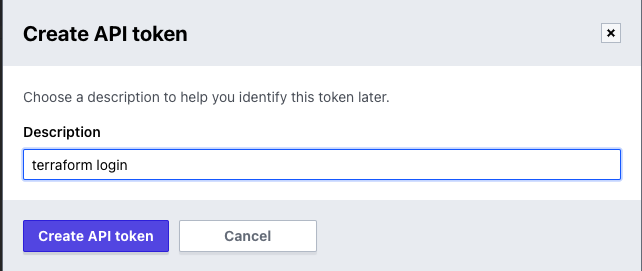 Create API token
Choose a description to help you identify this token later.
Description
terraform login
Create API token
Cancel